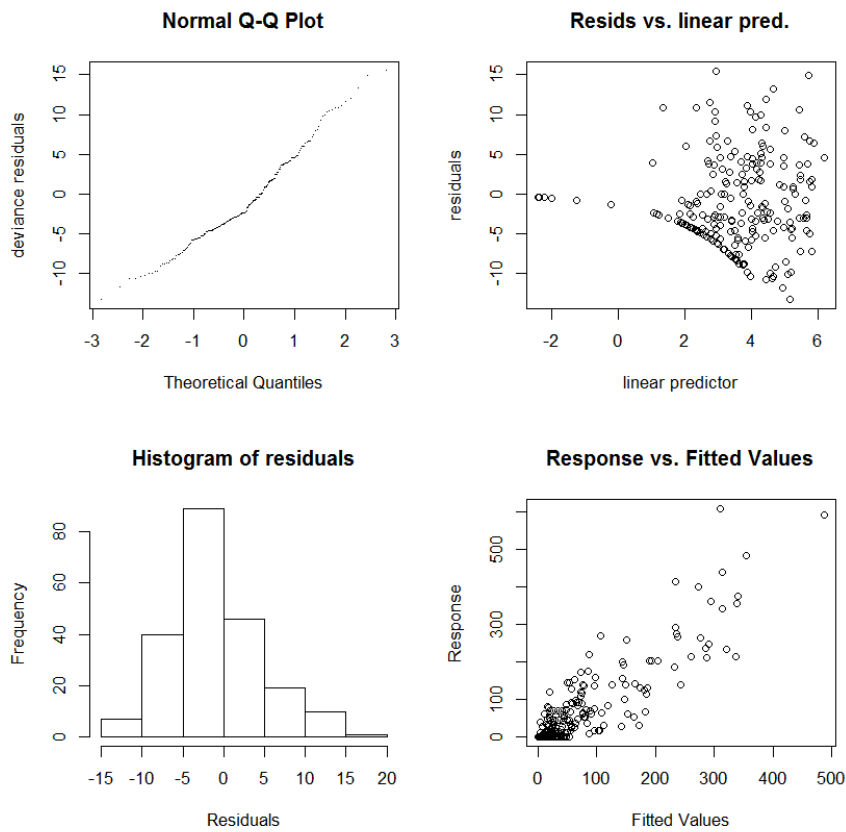 Normal Q-Q Plot
deviance residuals
15
10
5
0
-5
-10
-3 -2 -1 0 1 2 3
Theoretical Quantiles
Resids vs. linear pred.
residuals
15
10
5
0
-5
-10
-2 0 2 4 6
linear predictor
Histogram of residuals
Frequency
80
60
40
20
0
-15 -10 -5 0 5 10 15 20
Residuals
Response vs. Fitted Values
Response
500
300
100
0
0 100 200 300 400 500
Fitted Values